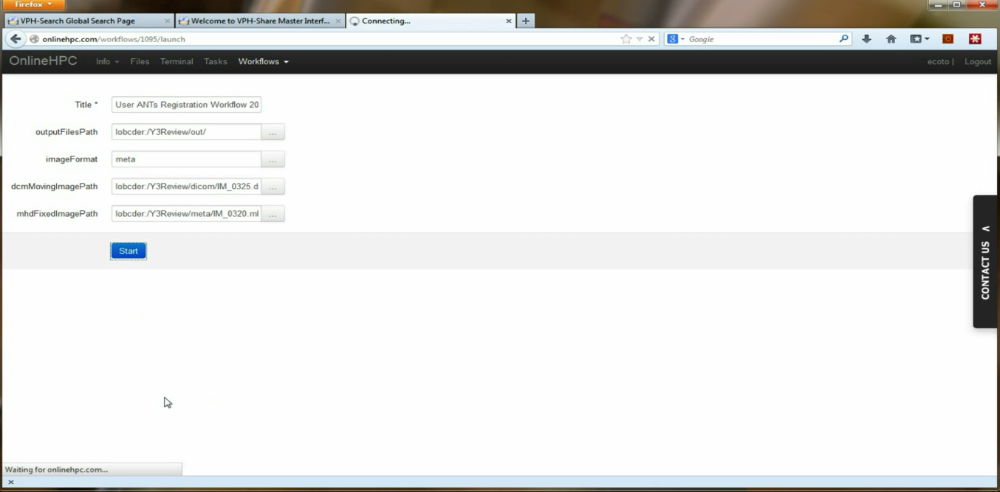 Firefox
VPH-Search Global Search Page
Welcome to VPH-Share Master Interf...
Connecting...
onlinehpc.com/workflows/1095/launch
Google
OnlineHPC Info Files Terminal Tasks Workflows ecoto | Logout
Title * User ANTs Registration Workflow 20
outputFilesPath lobcder:/Y3Review/out/ ...
imageFormat meta ...
dcmMovingImagePath lobcder:/Y3Review/dicom/IM_0325.d ...
mhdFixedImagePath lobcder:/Y3Review/meta/IM_0320.ml ...
Start
CONTACT US
Waiting for onlinehpc.com...